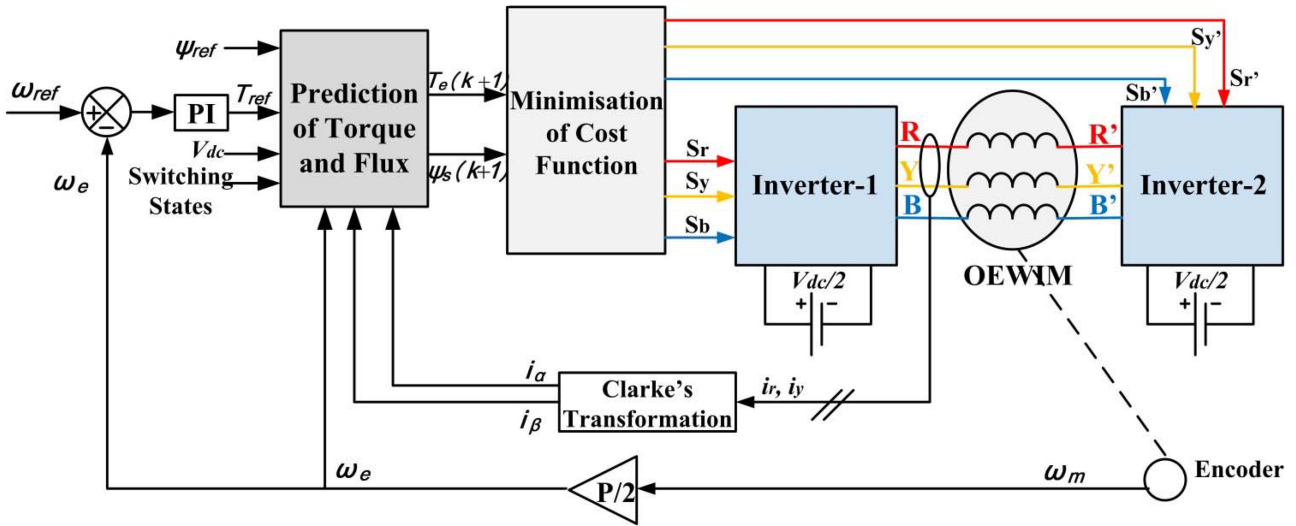 ψref
ωref
PI
Tref
Vdc
Switching
States
ωe
Prediction
of Torque
and Flux
Te(k+1)
ψs(k+1)
Minimisation
of Cost
Function
Sr
Sy
Sb
Sy’
Sr’
Sb’
Inverter-1
R
Y
B
R’
Y’
B’
Inverter-2
OEWIM
Vdc/2
+ −
Vdc/2
+ −
iα
iβ
Clarke’s
Transformation
ir, iy
ωe
P/2
ωm
Encoder